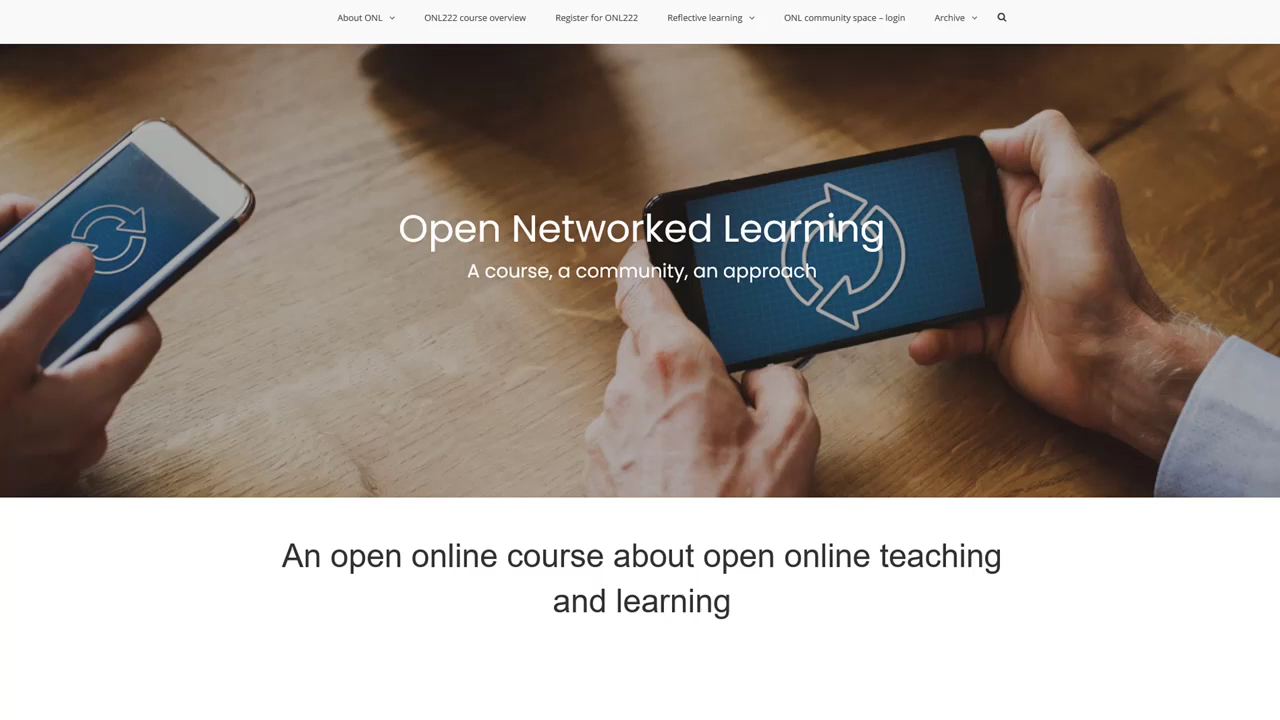 About ONL
ONL222 course overview
Register for ONL222
Reflective learning
ONL community space – login
Archive
Open Networked Learning
A course, a community, an approach
An open online course about open online teaching
and learning